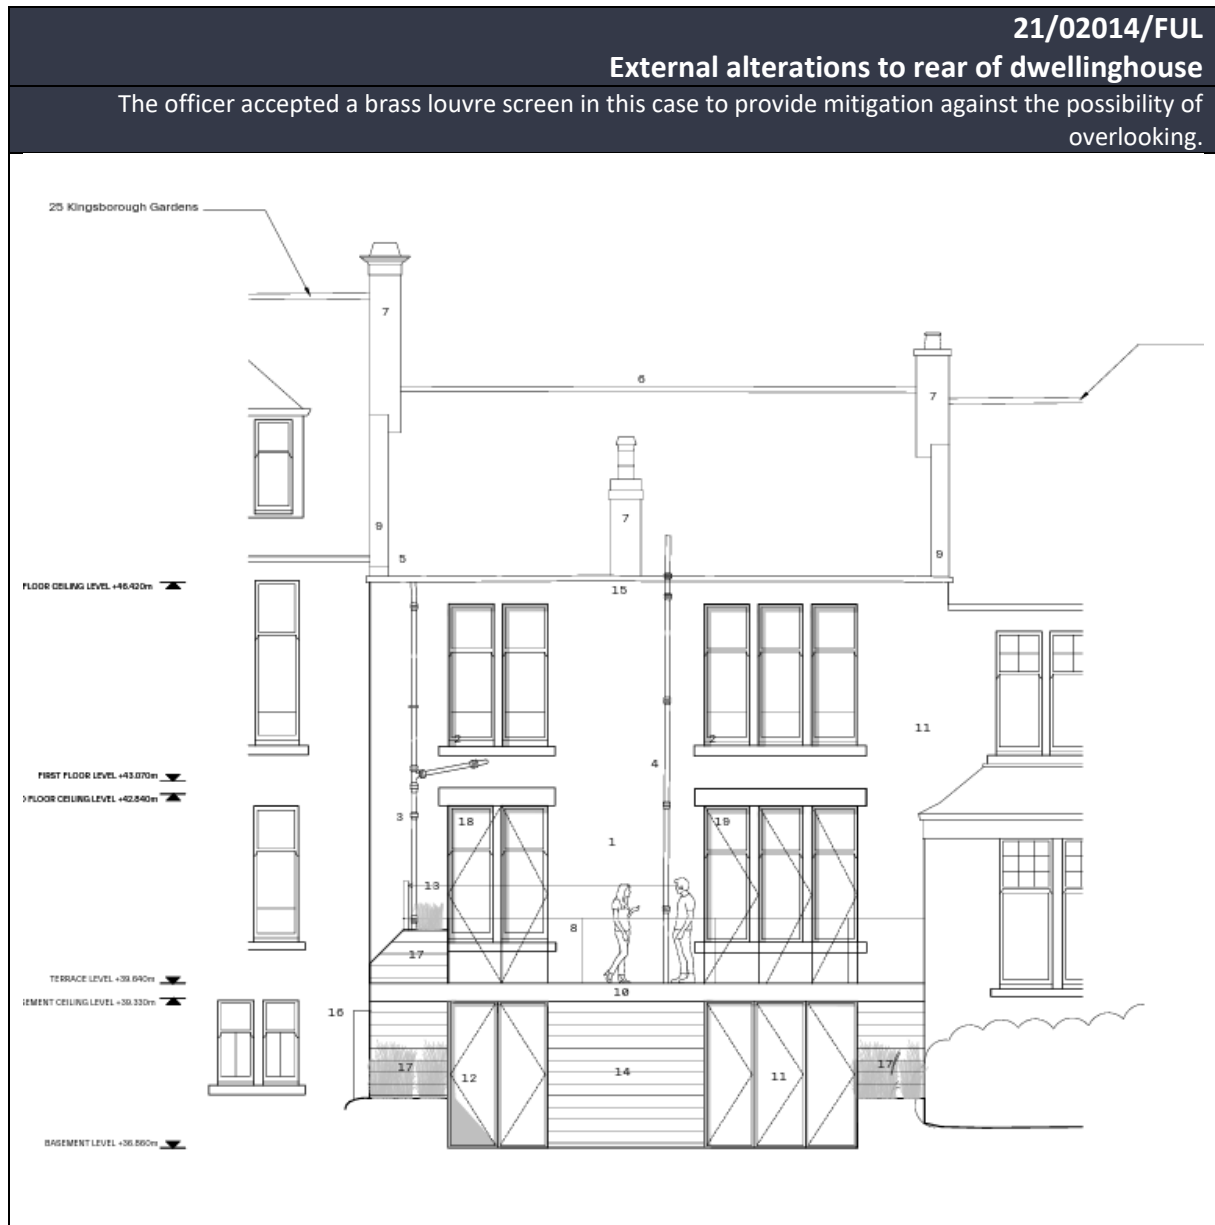 21/02014/FUL
External alterations to rear of dwellinghouse
The officer accepted a brass louvre screen in this case to provide mitigation against the possibility of
overlooking.
25 Kingsborough Gardens
7
6
7
7
9
9
5
FLOOR CEILING LEVEL +46.420m
15
11
2
2
4
FIRST FLOOR LEVEL +43.070m
FLOOR CEILING LEVEL +42.840m
3
18
19
1
13
8
17
TERRACE LEVEL +39.640m
10
CEILING LEVEL +39.330m
16
17
12
14
11
17
BASEMENT LEVEL +36.860m